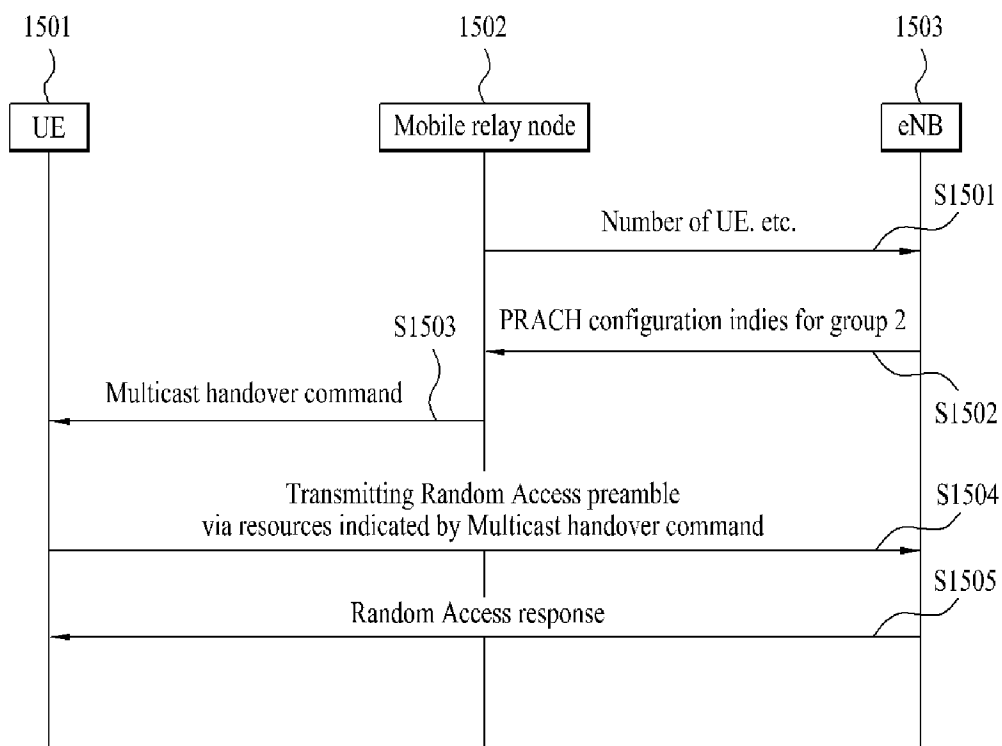 1501
1502
1503
UE
Mobile relay node
eNB
S1501
Number of UE. etc.
PRACH configuration indies for group 2
S1503
Multicast handover command
S1502
Transmitting Random Access preamble
via resources indicated by Multicast handover command
S1504
S1505
Random Access response